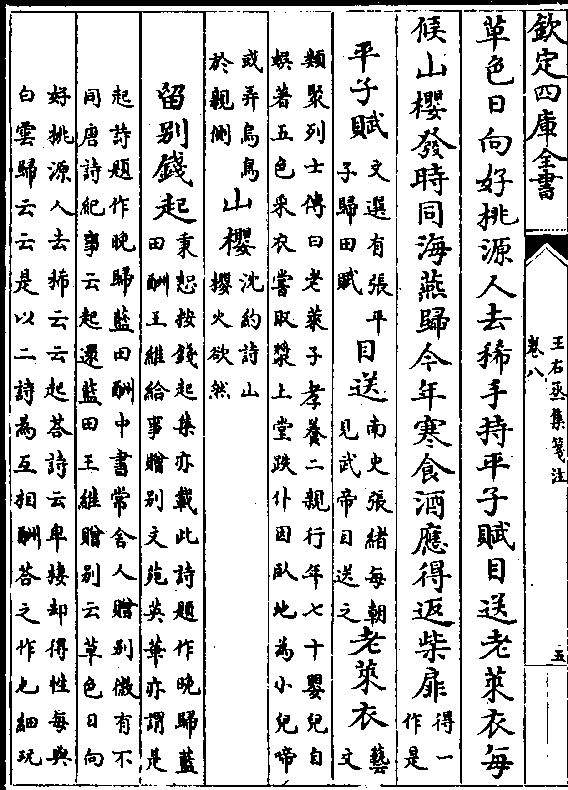 欽定四庫全書
王右丞集箋注
卷八
五
草色日向好桃源人去稀手持平子賦目送老萊衣每
候山櫻發時同海燕歸今年寒食酒應得返柴扉得一
作是
平子賦文選有張平
子歸田賦目送南史張緒每朝
見武帝目送之老萊衣藝文
類聚列士傳曰老萊子孝養二親行年七十嬰兒自
娛著五色采衣嘗取漿上堂跌仆因臥地為小兒啼
或弄烏鳥
於親側山櫻沈約詩山
櫻火欲然
留別錢起秉恕按錢起集亦載此詩題作晚歸藍
田酬王維給事贈別文苑英華亦謂是
起詩題作晚歸藍田酬中書常舍人贈別微有不
同唐詩紀事云起還藍田王維贈別云草色日向
好桃源人去稀云云起荅詩云卑棲却得性每與
白雲歸云云是以二詩為互相酬荅之作也細玩